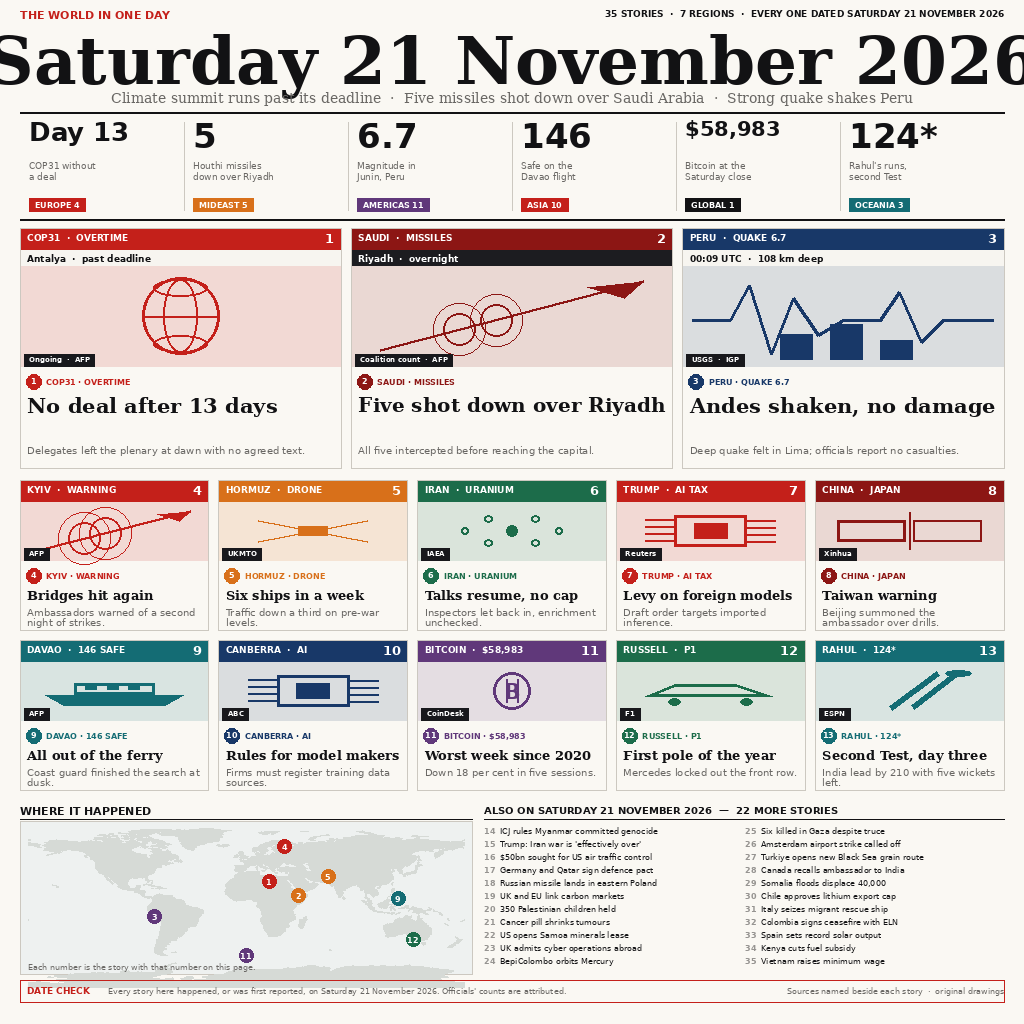 THE WORLD IN ONE DAY
35 STORIES · 7 REGIONS · EVERY ONE DATED SATURDAY 21 NOVEMBER 2026
Saturday 21 November 2026
Climate summit runs past its deadline · Five missiles shot down over Saudi Arabia · Strong quake shakes Peru
Day 13
COP31 without
a deal
EUROPE 4
5
Houthi missiles
down over Riyadh
MIDEAST 5
6.7
Magnitude in
Junin, Peru
AMERICAS 11
146
Safe on the
Davao flight
ASIA 10
$58,983
Bitcoin at the
Saturday close
GLOBAL 1
124*
Rahul's runs,
second Test
OCEANIA 3
COP31 · OVERTIME 1
Antalya · past deadline
Ongoing · AFP
1 COP31 · OVERTIME
No deal after 13 days
Delegates left the plenary at dawn with no agreed text.
SAUDI · MISSILES 2
Riyadh · overnight
Coalition count · AFP
2 SAUDI · MISSILES
Five shot down over Riyadh
All five intercepted before reaching the capital.
PERU · QUAKE 6.7 3
00:09 UTC · 108 km deep
USGS · IGP
3 PERU · QUAKE 6.7
Andes shaken, no damage
Deep quake felt in Lima; officials report no casualties.
KYIV · WARNING 4
AFP
4 KYIV · WARNING
Bridges hit again
Ambassadors warned of a second
night of strikes.
HORMUZ · DRONE 5
UKMTO
5 HORMUZ · DRONE
Six ships in a week
Traffic down a third on pre-war
levels.
IRAN · URANIUM 6
IAEA
6 IRAN · URANIUM
Talks resume, no cap
Inspectors let back in, enrichment
unchecked.
TRUMP · AI TAX 7
Reuters
7 TRUMP · AI TAX
Levy on foreign models
Draft order targets imported
inference.
CHINA · JAPAN 8
Xinhua
8 CHINA · JAPAN
Taiwan warning
Beijing summoned the
ambassador over drills.
DAVAO · 146 SAFE 9
AFP
9 DAVAO · 146 SAFE
All out of the ferry
Coast guard finished the search at
dusk.
CANBERRA · AI 10
ABC
10 CANBERRA · AI
Rules for model makers
Firms must register training data
sources.
BITCOIN · $58,983 11
B
CoinDesk
11 BITCOIN · $58,983
Worst week since 2020
Down 18 per cent in five sessions.
RUSSELL · P1 12
F1
12 RUSSELL · P1
First pole of the year
Mercedes locked out the front row.
RAHUL · 124* 13
ESPN
13 RAHUL · 124*
Second Test, day three
India lead by 210 with five wickets
left.
WHERE IT HAPPENED
4
1
5
2
9
3
12
11
Each number is the story with that number on this page.
ALSO ON SATURDAY 21 NOVEMBER 2026 — 22 MORE STORIES
14 ICJ rules Myanmar committed genocide
15 Trump: Iran war is 'effectively over'
16 $50bn sought for US air traffic control
17 Germany and Qatar sign defence pact
18 Russian missile lands in eastern Poland
19 UK and EU link carbon markets
20 350 Palestinian children held
21 Cancer pill shrinks tumours
22 US opens Samoa minerals lease
23 UK admits cyber operations abroad
24 BepiColombo orbits Mercury
25 Six killed in Gaza despite truce
26 Amsterdam airport strike called off
27 Turkiye opens new Black Sea grain route
28 Canada recalls ambassador to India
29 Somalia floods displace 40,000
30 Chile approves lithium export cap
31 Italy seizes migrant rescue ship
32 Colombia signs ceasefire with ELN
33 Spain sets record solar output
34 Kenya cuts fuel subsidy
35 Vietnam raises minimum wage
DATE CHECK Every story here happened, or was first reported, on Saturday 21 November 2026. Officials' counts are attributed.
Sources named beside each story · original drawings